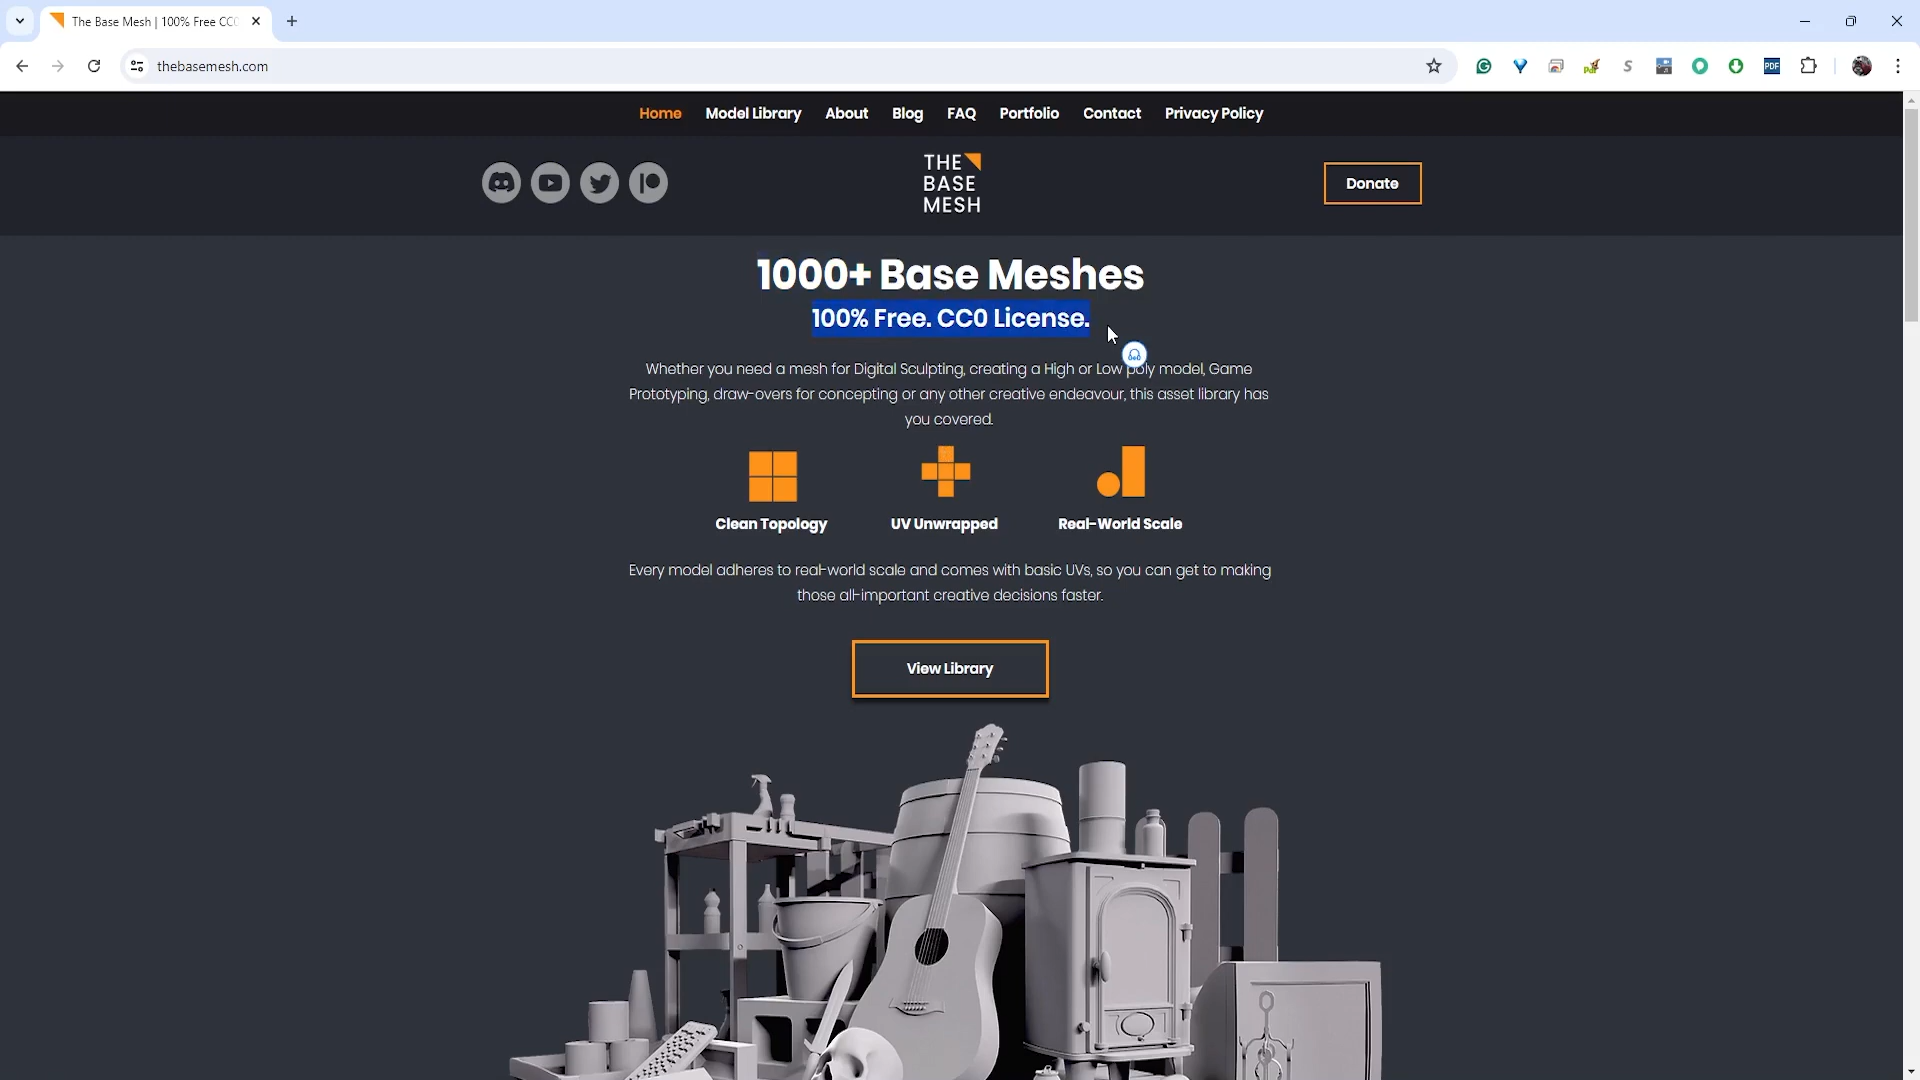 The Base Mesh | 100% Free CC
thebasemesh.com
PDF
Home Model Library About Blog FAQ Portfolio Contact Privacy Policy
THE
BASE
MESH
Donate
1000+ Base Meshes
100% Free. CC0 License.
Whether you need a mesh for Digital Sculpting, creating a High or Low poly model, Game
Prototyping, draw-overs for concepting or any other creative endeavour, this asset library has
you covered.
Clean Topology UV Unwrapped Real-World Scale
Every model adheres to real-world scale and comes with basic UVs, so you can get to making
those all-important creative decisions faster.
View Library